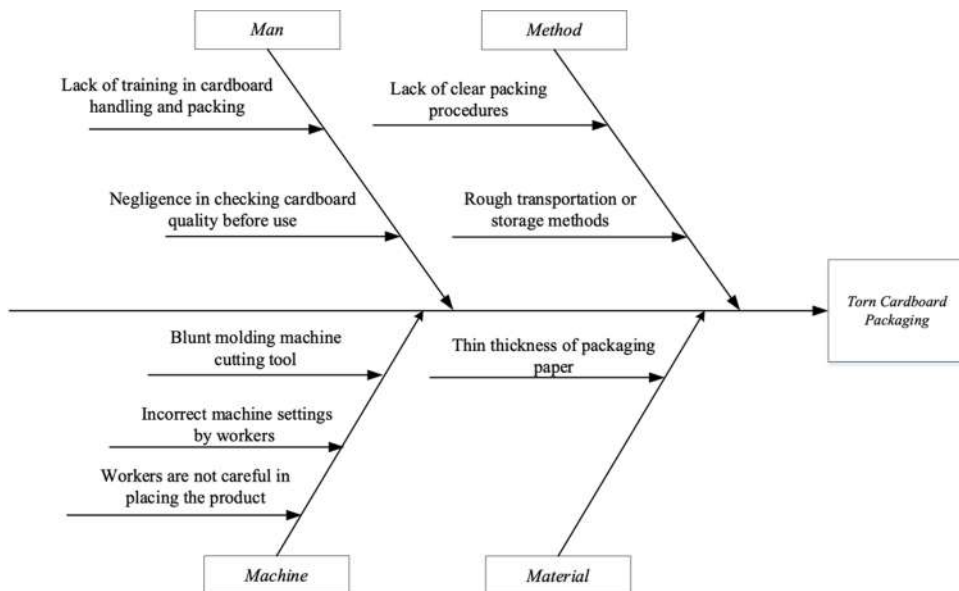 Man
Method
Lack of training in cardboard
handling and packing
Lack of clear packing
procedures
Negligence in checking cardboard
quality before use
Rough transportation or
storage methods
Torn Cardboard
Packaging
Blunt molding machine
cutting tool
Thin thickness of packaging
paper
Incorrect machine settings
by workers
Workers are not careful in
placing the product
Machine
Material